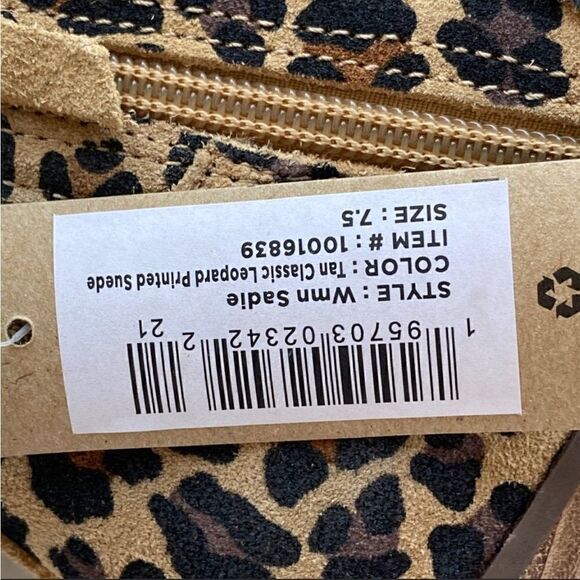 STYLE : Wmn Sadie
COLOR : Tan Classic Leopard Printed Suede
ITEM # : 10016839
SIZE : 7.5
1 95703 02342 2 21